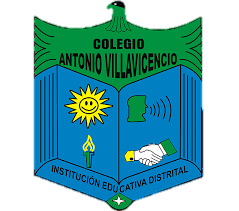 COLEGIO
ANTONIO VILLAVICENCIO
INSTITUCIÓN EDUCATIVA DISTRITAL